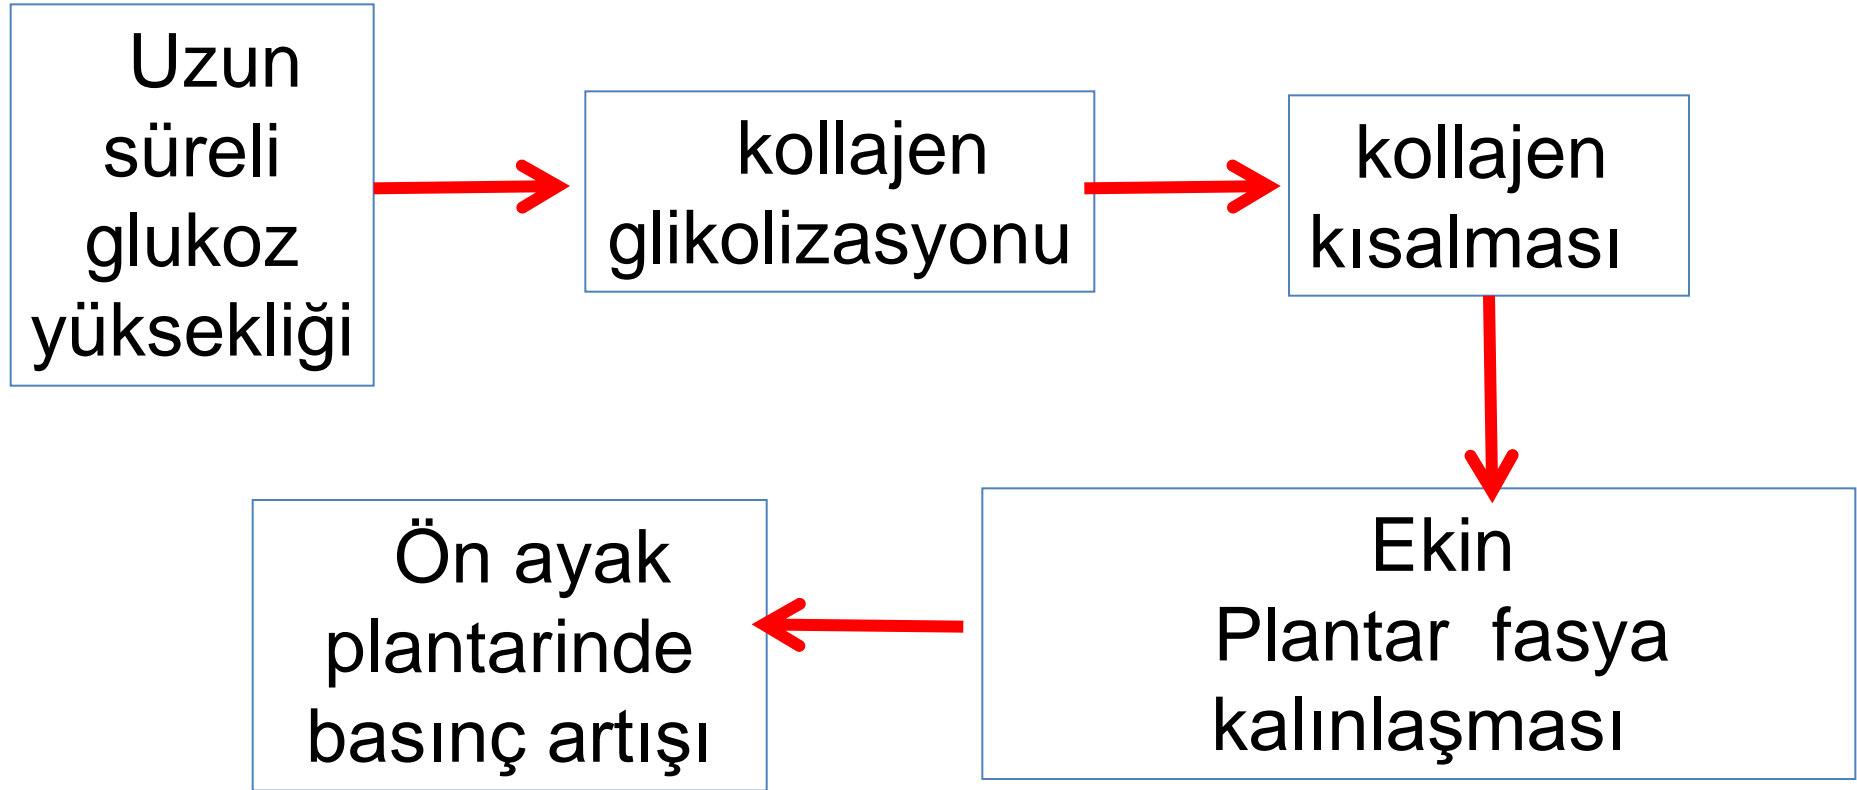 Uzun
süreli
glukoz
yüksekliği
kollajen
glikolizasyonu
kollajen
kısalması
Ekin
Plantar fasya
kalınlaşması
Ön ayak
plantarinde
basınç artışı